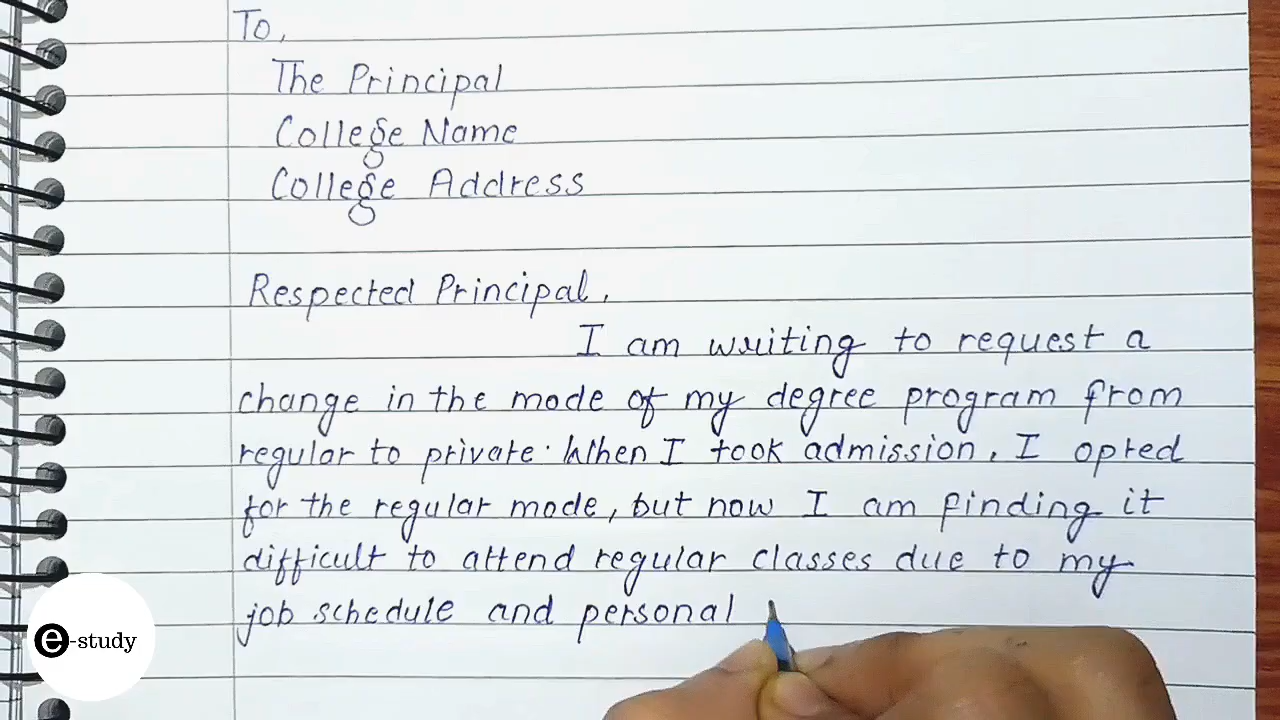 To,
The Principal
College Name
College Address
Respected Principal,
I am writing to request a
change in the mode of my degree program from
regular to private. When I took admission, I opted
for the regular mode, but now I am finding it
difficult to attend regular classes due to my
job schedule and personal
e-study